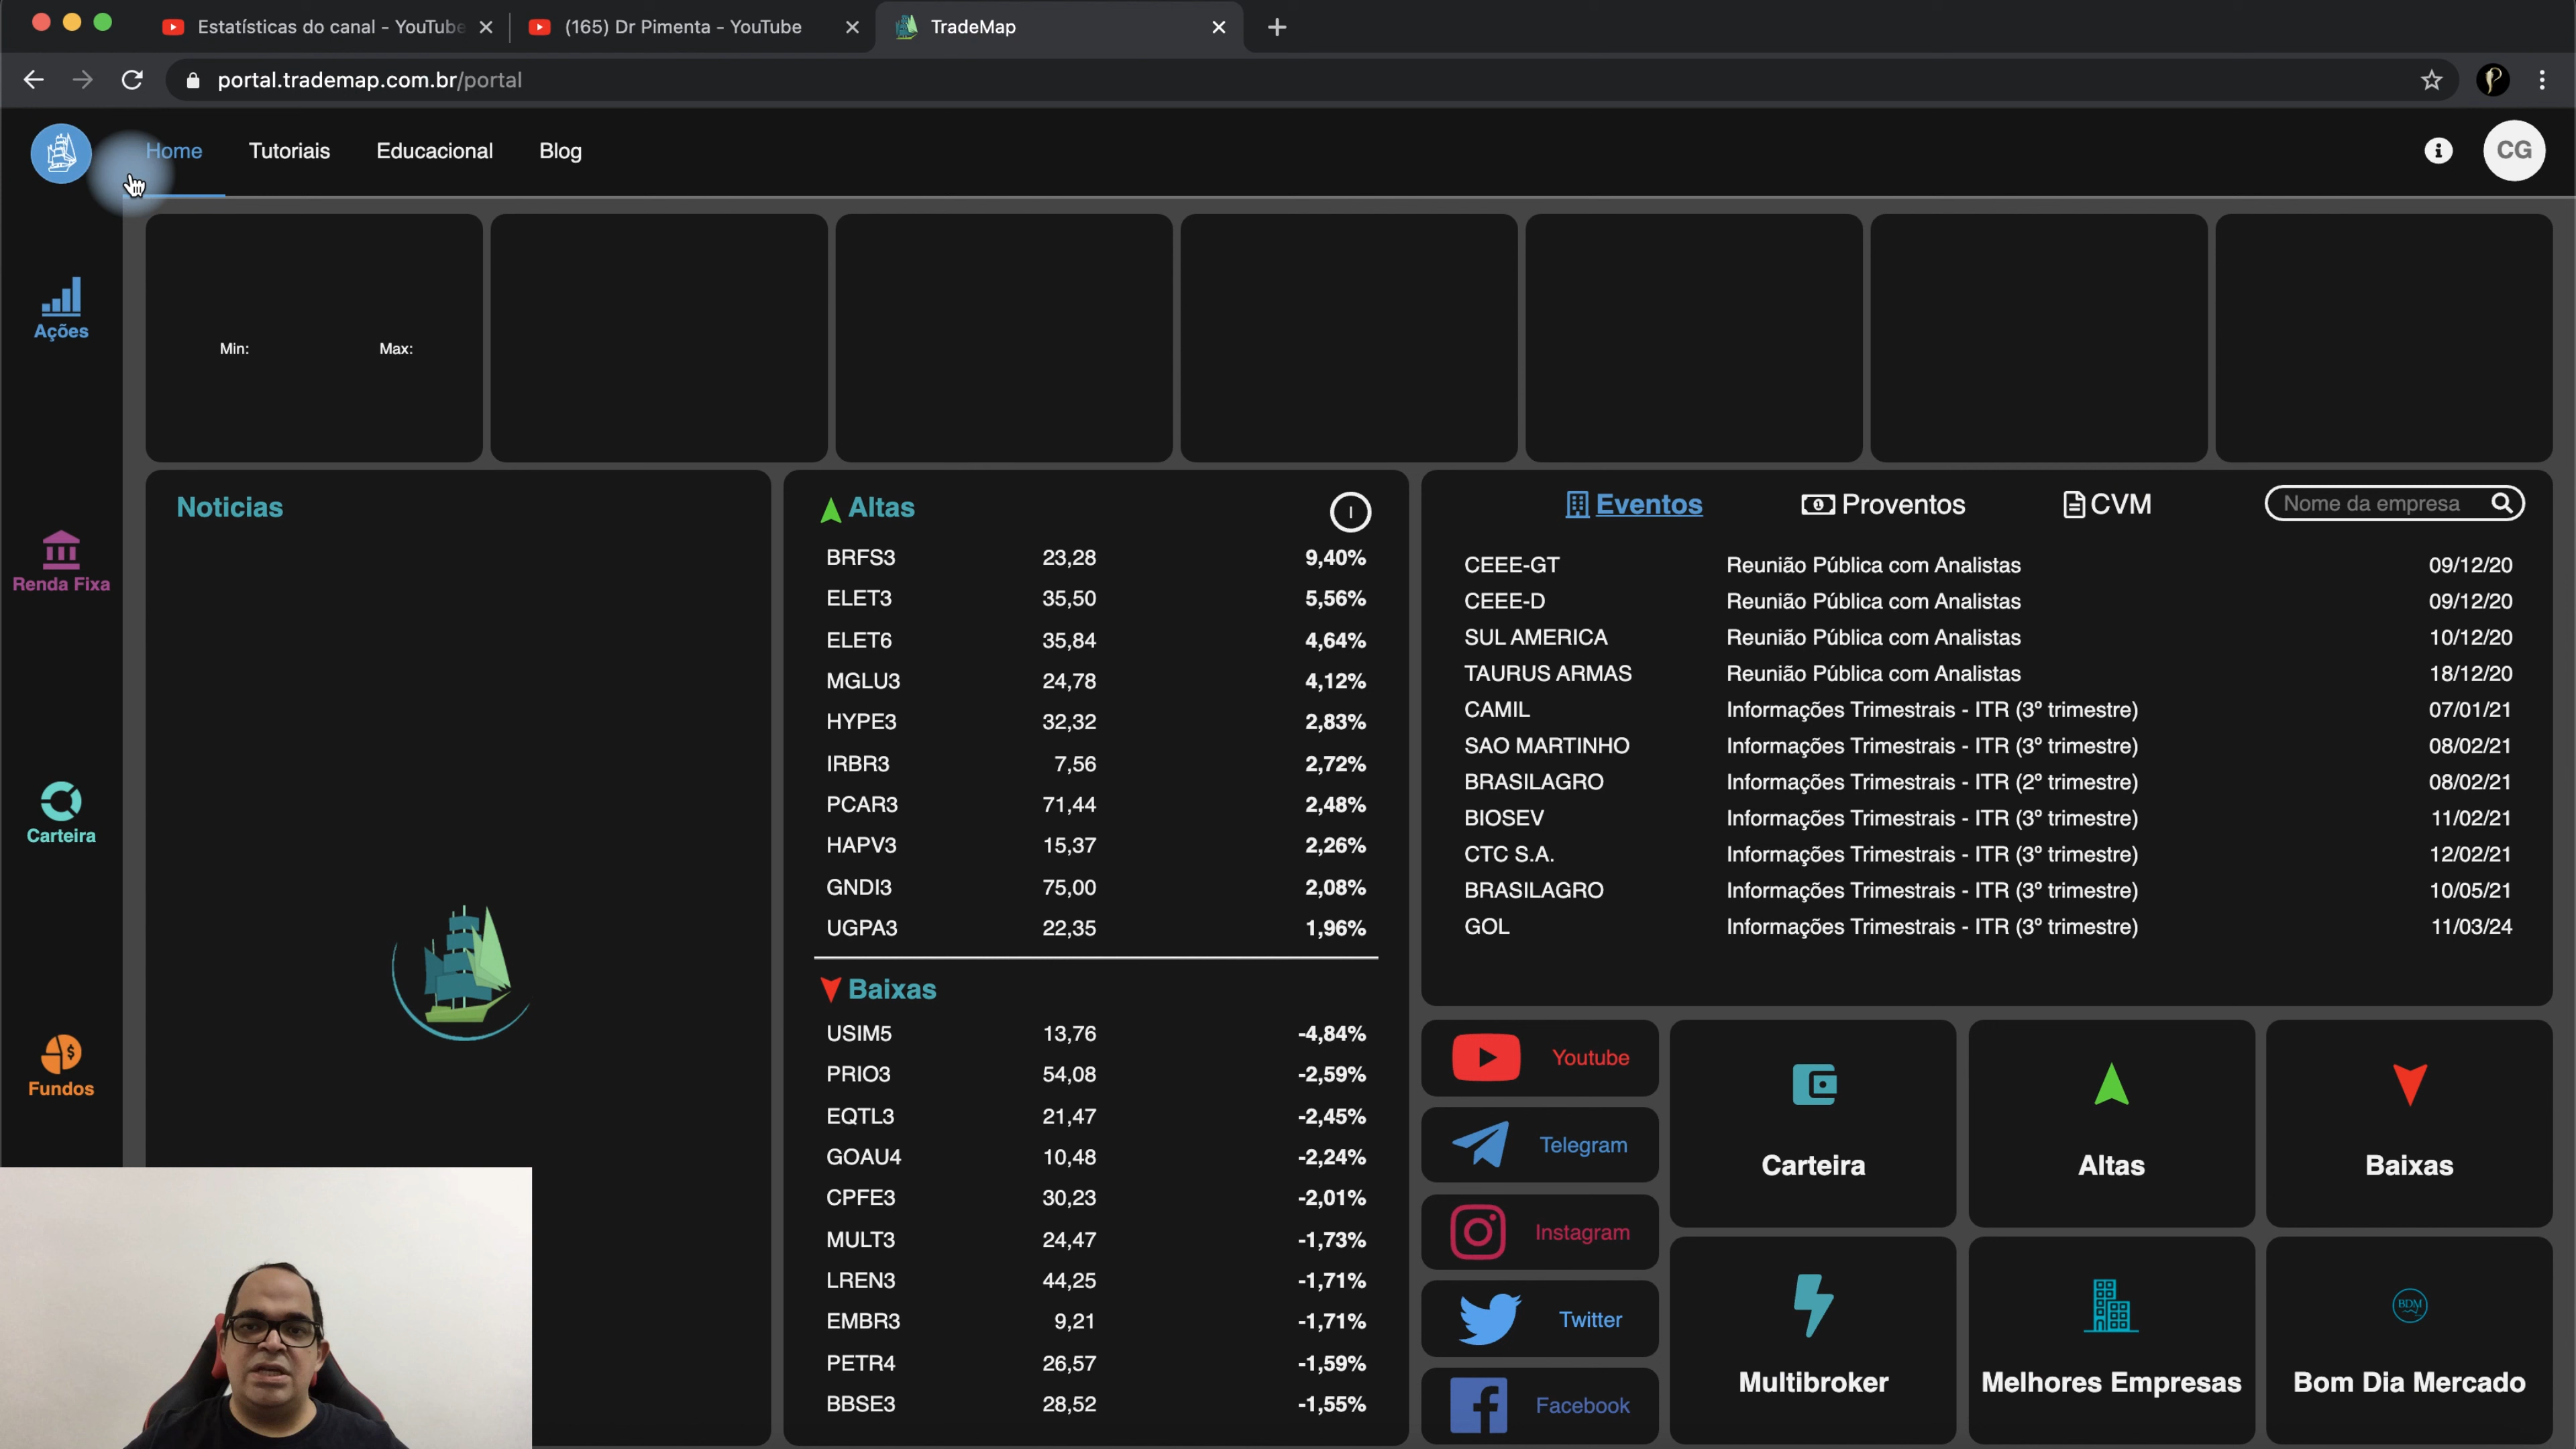 Estatísticas do canal - YouTube
(165) Dr Pimenta - YouTube
TradeMap
portal.trademap.com.br/portal
Home
Tutoriais
Educacional
Blog
CG
Ações
Renda Fixa
Carteira
Fundos
Min:
Max:
Noticias
Altas
BRFS3 23,28 9,40%
ELET3 35,50 5,56%
ELET6 35,84 4,64%
MGLU3 24,78 4,12%
HYPE3 32,32 2,83%
IRBR3 7,56 2,72%
PCAR3 71,44 2,48%
HAPV3 15,37 2,26%
GNDI3 75,00 2,08%
UGPA3 22,35 1,96%
Baixas
USIM5 13,76 -4,84%
PRIO3 54,08 -2,59%
EQTL3 21,47 -2,45%
GOAU4 10,48 -2,24%
CPFE3 30,23 -2,01%
MULT3 24,47 -1,73%
LREN3 44,25 -1,71%
EMBR3 9,21 -1,71%
PETR4 26,57 -1,59%
BBSE3 28,52 -1,55%
Eventos
Proventos
CVM
Nome da empresa
CEEE-GT Reunião Pública com Analistas 09/12/20
CEEE-D Reunião Pública com Analistas 09/12/20
SUL AMERICA Reunião Pública com Analistas 10/12/20
TAURUS ARMAS Reunião Pública com Analistas 18/12/20
CAMIL Informações Trimestrais - ITR (3º trimestre) 07/01/21
SAO MARTINHO Informações Trimestrais - ITR (3º trimestre) 08/02/21
BRASILAGRO Informações Trimestrais - ITR (2º trimestre) 08/02/21
BIOSEV Informações Trimestrais - ITR (3º trimestre) 11/02/21
CTC S.A. Informações Trimestrais - ITR (3º trimestre) 12/02/21
BRASILAGRO Informações Trimestrais - ITR (3º trimestre) 10/05/21
GOL Informações Trimestrais - ITR (3º trimestre) 11/03/24
Youtube
Telegram
Instagram
Twitter
Facebook
Carteira
Altas
Baixas
Multibroker
Melhores Empresas
BDM
Bom Dia Mercado